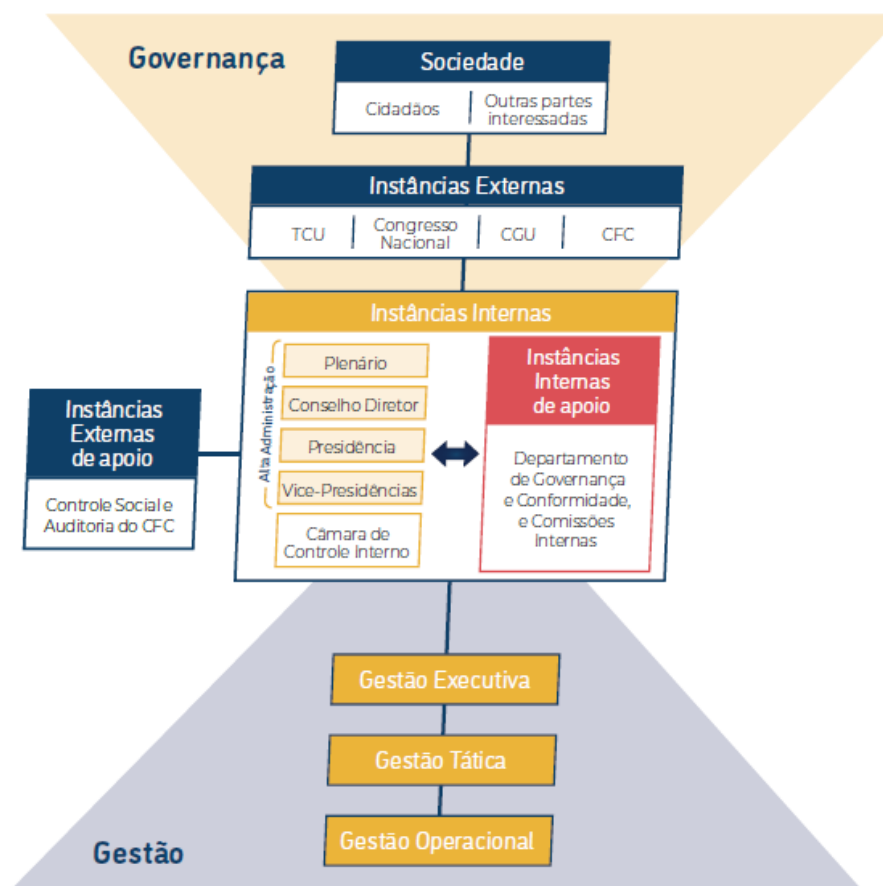 Governança
Sociedade
Cidadãos
Outras partes
interessadas
Instâncias Externas
TCU
Congresso
Nacional
CGU
CFC
Instâncias Internas
Alta Administração
Plenário
Conselho Diretor
Presidência
Vice-Presidências
Câmara de
Controle Interno
Instâncias
Internas
de apoio
Departamento
de Governança
e Conformidade,
e Comissões
Internas
Instâncias
Externas
de apoio
Controle Social e
Auditoria do CFC
Gestão Executiva
Gestão Tática
Gestão Operacional
Gestão